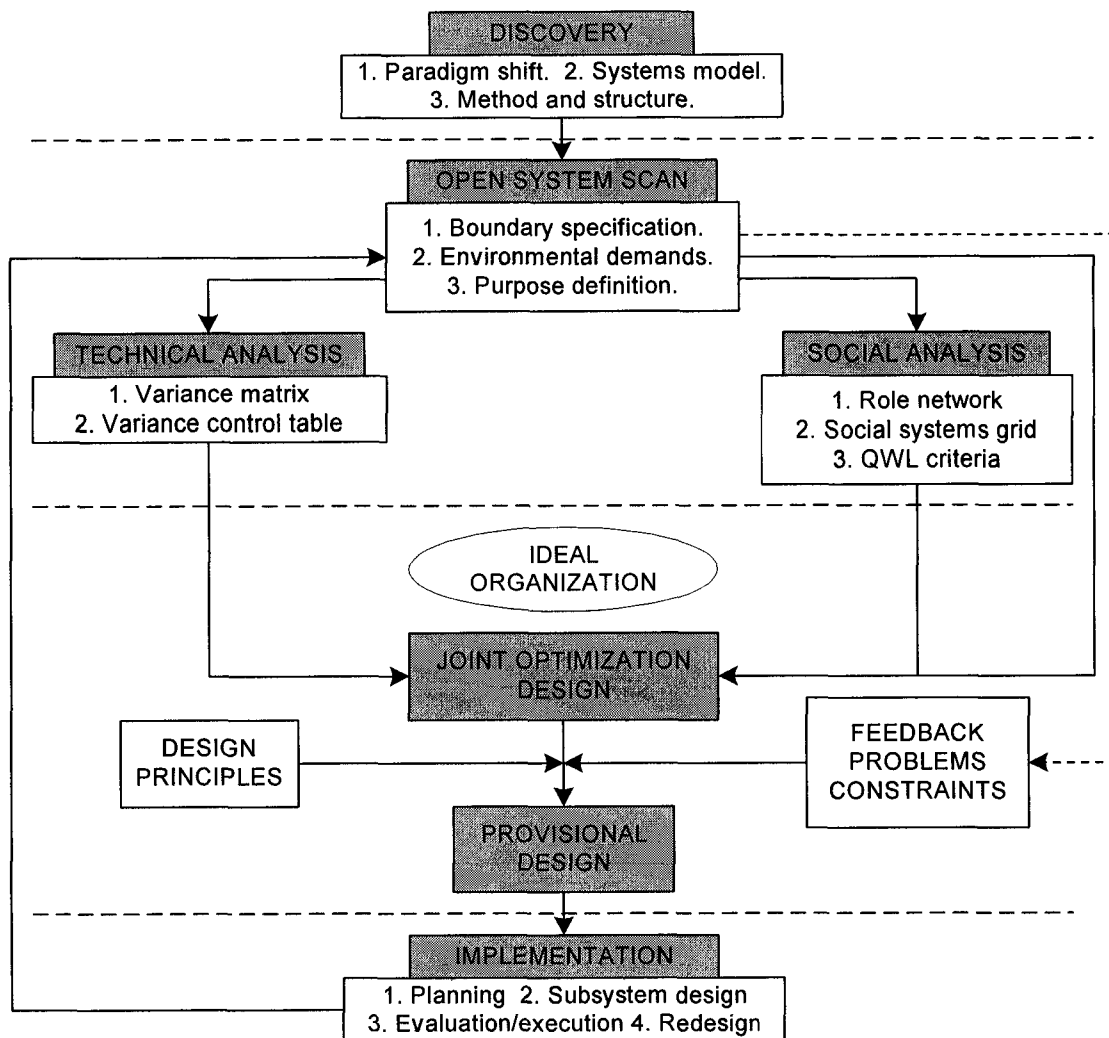 DISCOVERY
1. Paradigm shift. 2. Systems model.
3. Method and structure.
OPEN SYSTEM SCAN
1. Boundary specification.
2. Environmental demands.
3. Purpose definition.
TECHNICAL ANALYSIS
1. Variance matrix
2. Variance control table
SOCIAL ANALYSIS
1. Role network
2. Social systems grid
3. QWL criteria
IDEAL
ORGANIZATION
JOINT OPTIMIZATION
DESIGN
DESIGN
PRINCIPLES
FEEDBACK
PROBLEMS
CONSTRAINTS
PROVISIONAL
DESIGN
IMPLEMENTATION
1. Planning 2. Subsystem design
3. Evaluation/execution 4. Redesign